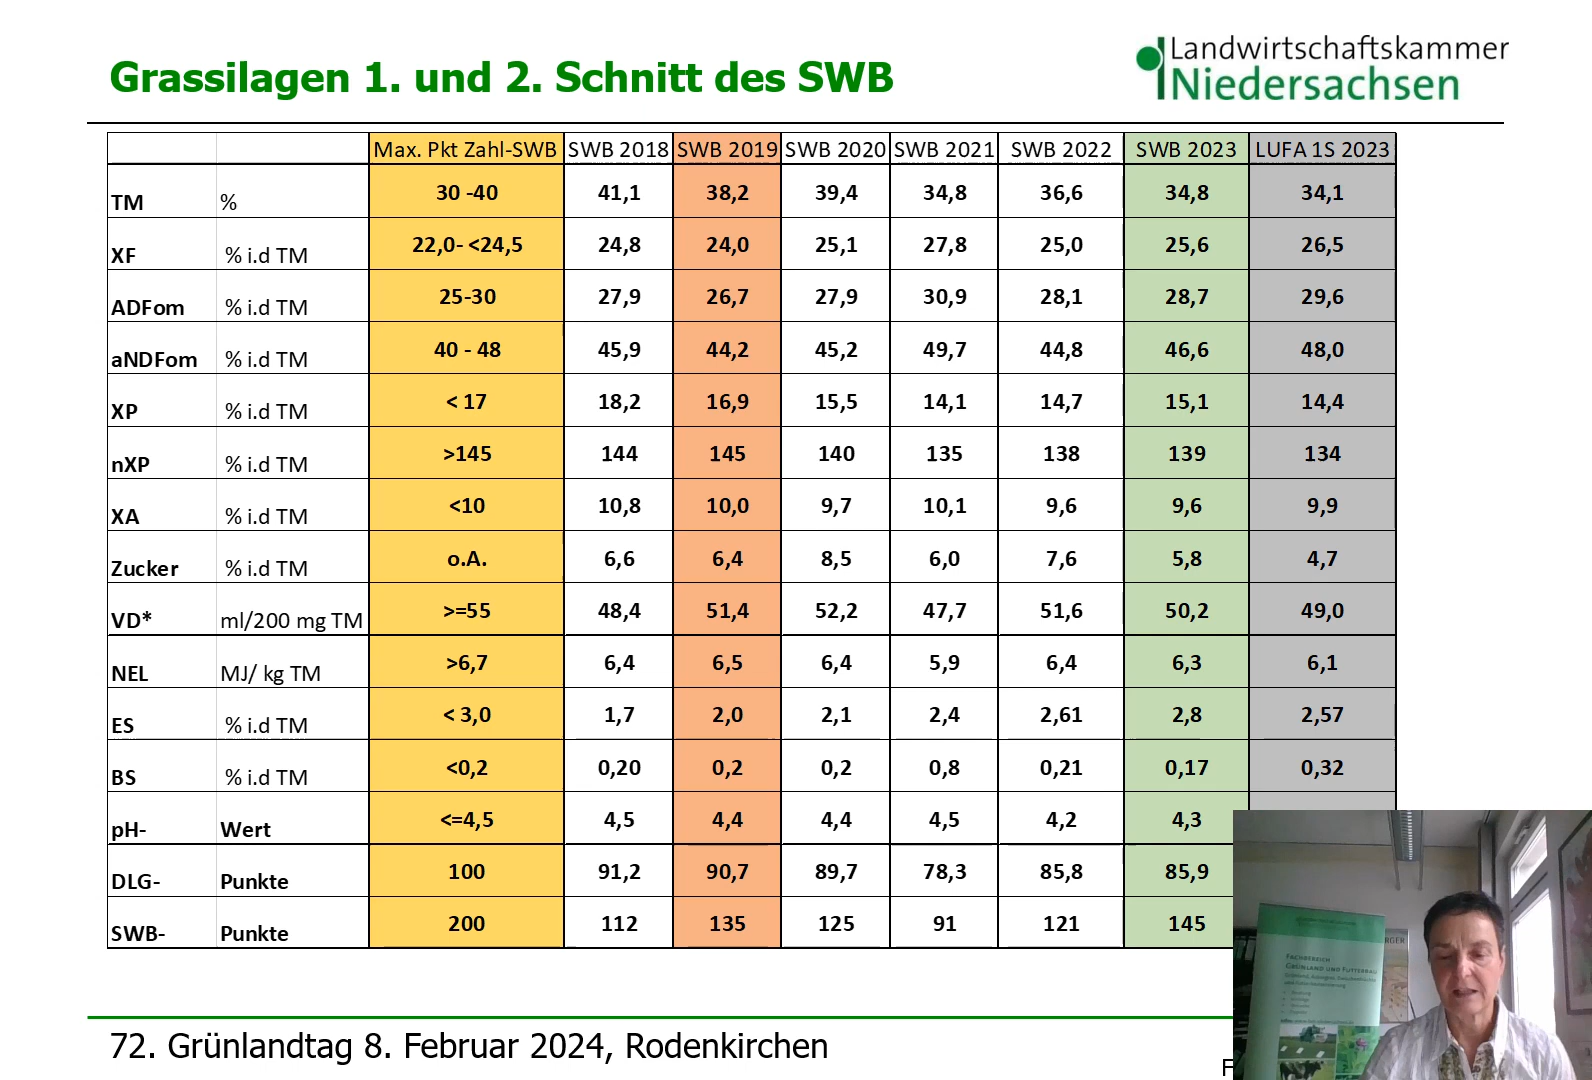 Grassilagen 1. und 2. Schnitt des SWB
Landwirtschaftskammer
Niedersachsen
Max. Pkt Zahl-SWB SWB 2018 SWB 2019 SWB 2020 SWB 2021 SWB 2022 SWB 2023 LUFA 1S 2023
TM % 30 -40 41,1 38,2 39,4 34,8 36,6 34,8 34,1
XF % i.d TM 22,0- <24,5 24,8 24,0 25,1 27,8 25,0 25,6 26,5
ADFom % i.d TM 25-30 27,9 26,7 27,9 30,9 28,1 28,7 29,6
aNDFom % i.d TM 40 - 48 45,9 44,2 45,2 49,7 44,8 46,6 48,0
XP % i.d TM < 17 18,2 16,9 15,5 14,1 14,7 15,1 14,4
nXP % i.d TM >145 144 145 140 135 138 139 134
XA % i.d TM <10 10,8 10,0 9,7 10,1 9,6 9,6 9,9
Zucker % i.d TM o.A. 6,6 6,4 8,5 6,0 7,6 5,8 4,7
VD* ml/200 mg TM >=55 48,4 51,4 52,2 47,7 51,6 50,2 49,0
NEL MJ/ kg TM >6,7 6,4 6,5 6,4 5,9 6,4 6,3 6,1
ES % i.d TM < 3,0 1,7 2,0 2,1 2,4 2,61 2,8 2,57
BS % i.d TM <0,2 0,20 0,2 0,2 0,8 0,21 0,17 0,32
pH- Wert <=4,5 4,5 4,4 4,4 4,5 4,2 4,3
DLG- Punkte 100 91,2 90,7 89,7 78,3 85,8 85,9
SWB- Punkte 200 112 135 125 91 121 145
72. Grünlandtag 8. Februar 2024, Rodenkirchen
F
RGER
Fachbereich
Grünland und Futterbau